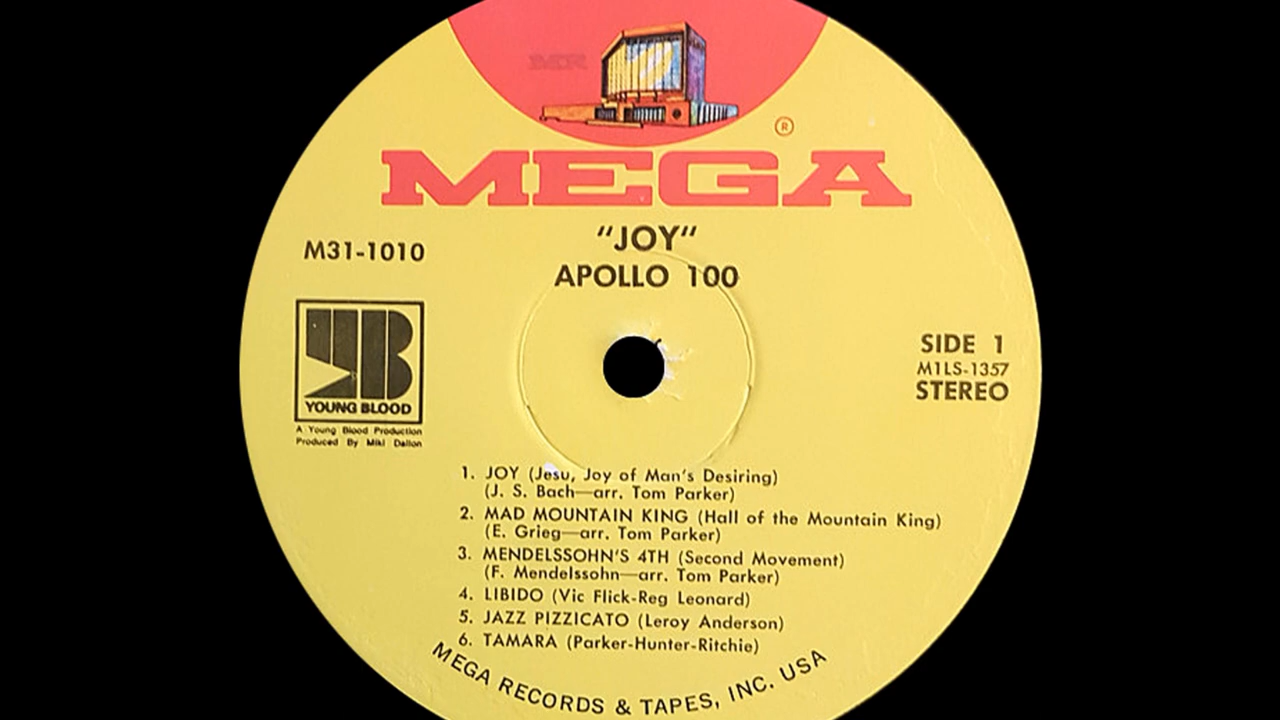 ®
MEGA
"JOY"
APOLLO 100
M31-1010
YOUNG BLOOD
A Young Blood Production
Produced By Miki Dallon
SIDE 1
M1LS-1357
STEREO
1. JOY (Jesu, Joy of Man's Desiring)
(J. S. Bach—arr. Tom Parker)
2. MAD MOUNTAIN KING (Hall of the Mountain King)
(E. Grieg—arr. Tom Parker)
3. MENDELSSOHN'S 4TH (Second Movement)
(F. Mendelssohn—arr. Tom Parker)
4. LIBIDO (Vic Flick-Reg Leonard)
5. JAZZ PIZZICATO (Leroy Anderson)
6. TAMARA (Parker-Hunter-Ritchie)
MEGA RECORDS & TAPES, INC. USA